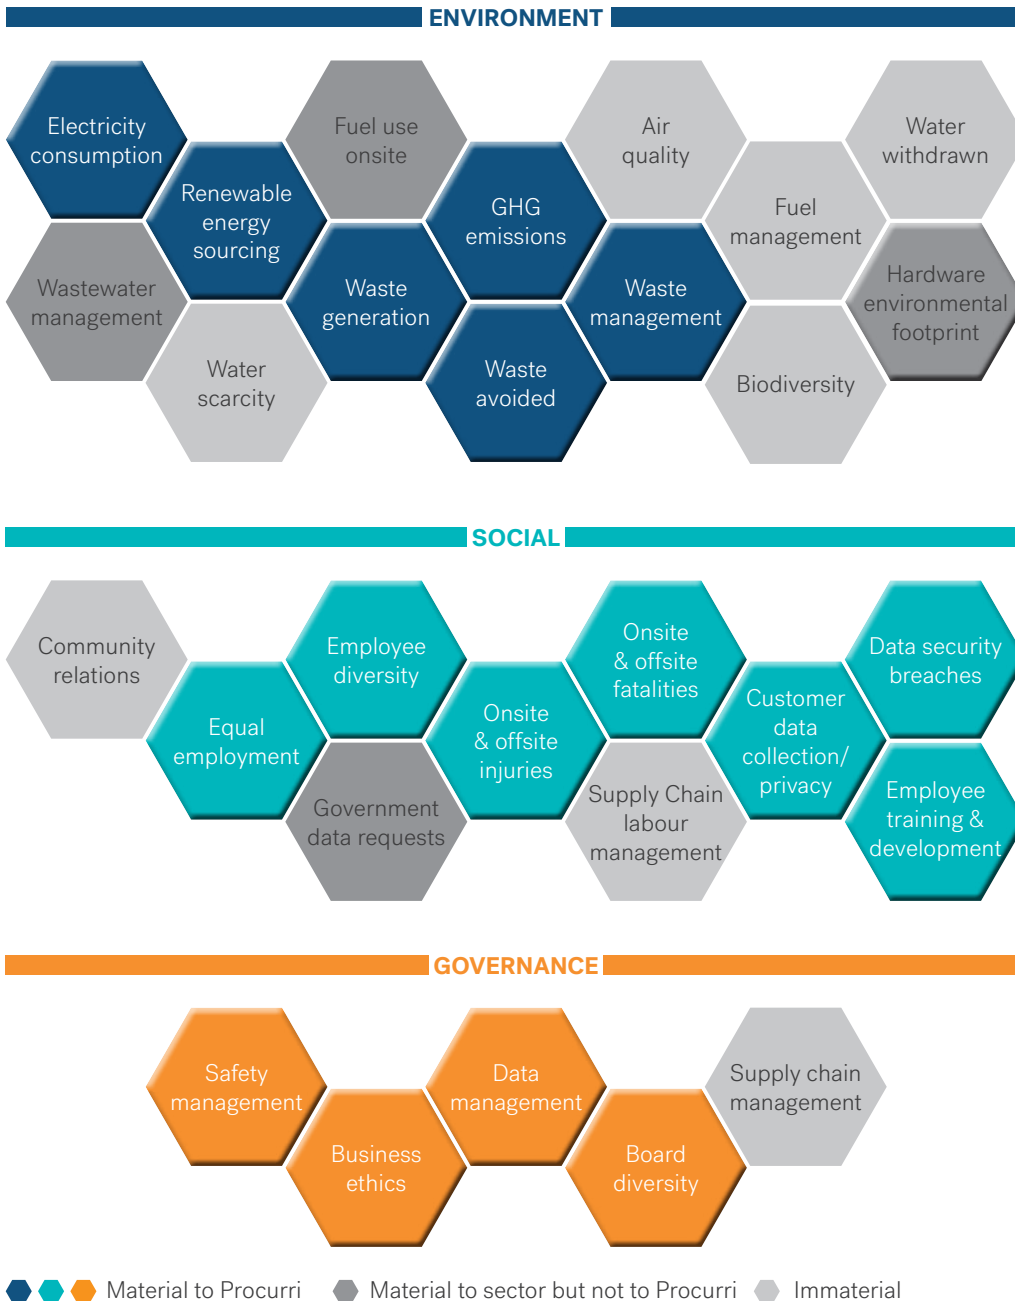 ENVIRONMENT
Electricity
consumption
Renewable
energy
sourcing
Fuel use
onsite
GHG
emissions
Air
quality
Fuel
management
Water
withdrawn
Wastewater
management
Water
scarcity
Waste
generation
Waste
avoided
Waste
management
Biodiversity
Hardware
environmental
footprint
SOCIAL
Community
relations
Equal
employment
Employee
diversity
Government
data requests
Onsite
& offsite
injuries
Onsite
& offsite
fatalities
Supply Chain
labour
management
Customer
data
collection/
privacy
Data security
breaches
Employee
training &
development
GOVERNANCE
Safety
management
Business
ethics
Data
management
Board
diversity
Supply chain
management
Material to Procurri
Material to sector but not to Procurri
Immaterial